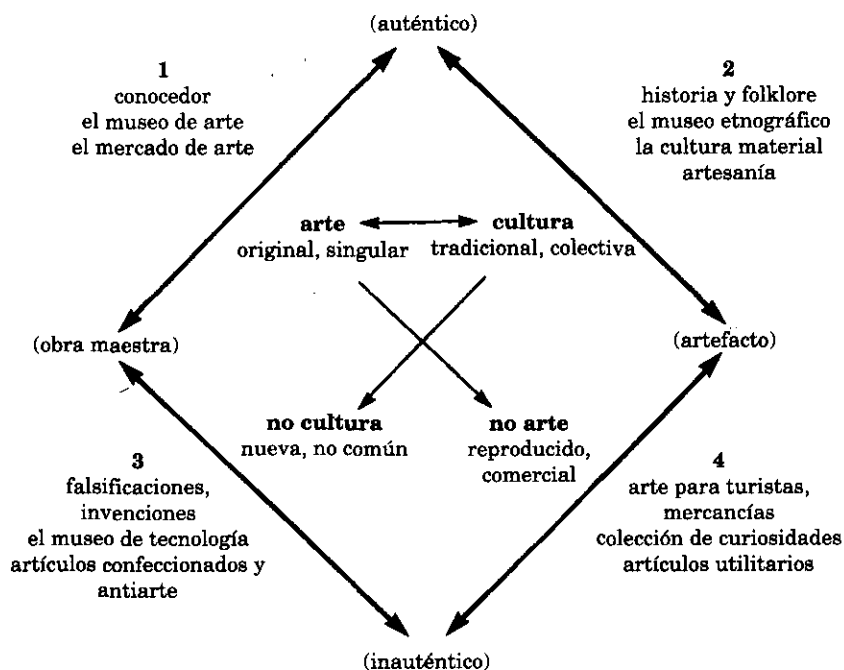 (auténtico)
1
conocedor
el museo de arte
el mercado de arte
2
historia y folklore
el museo etnográfico
la cultura material
artesanía
arte
original, singular
cultura
tradicional, colectiva
(obra maestra)
(artefacto)
no cultura
nueva, no común
no arte
reproducido,
comercial
3
falsificaciones,
invenciones
el museo de tecnología
artículos confeccionados y
antiarte
4
arte para turistas,
mercancías
colección de curiosidades
artículos utilitarios
(inauténtico)